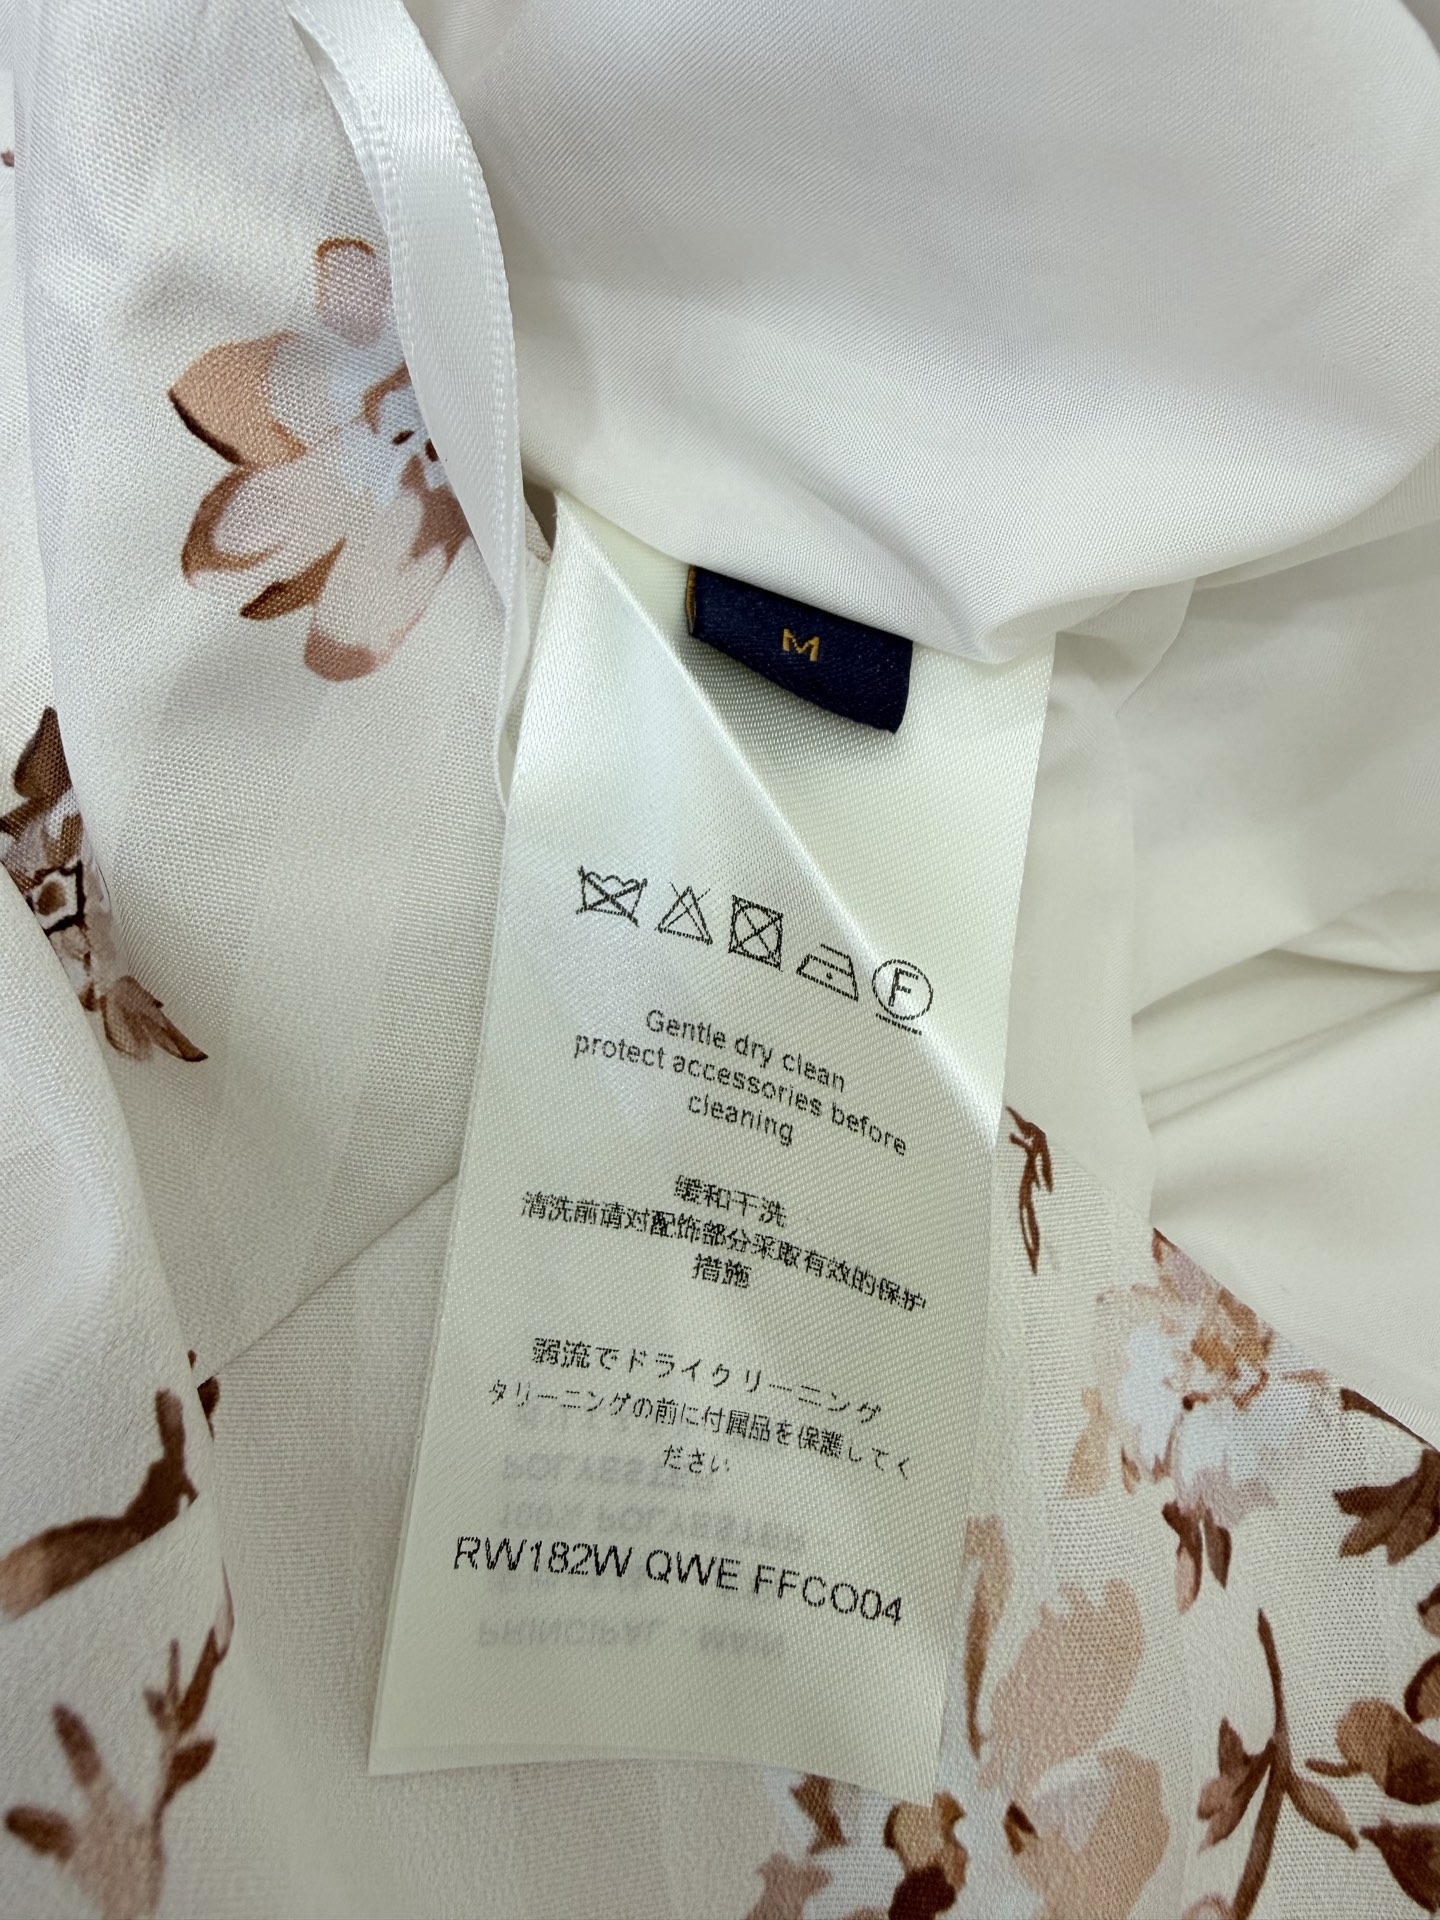 M
F
Gentle dry clean
protect accessories before
cleaning
缓和干洗
清洗前请对配饰部分采取有效的保护
措施
弱流でドライクリーニング
タリーニングの前に付属品を保護してく
ださい
RW182W QWE FFCO04